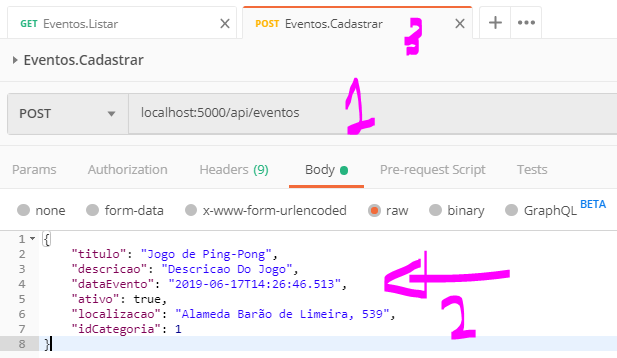 GET Eventos.Listar
POST Eventos.Cadastrar
3
Eventos.Cadastrar
1
POST localhost:5000/api/eventos
Params Authorization Headers (9) Body Pre-request Script Tests
none form-data x-www-form-urlencoded raw binary GraphQL BETA
1 {
2 "titulo": "Jogo de Ping-Pong",
3 "descricao": "Descricao Do Jogo",
4 "dataEvento": "2019-06-17T14:26:46.513",
5 "ativo": true,
6 "localizacao": "Alameda Barão de Limeira, 539",
7 "idCategoria": 1
8 }
2